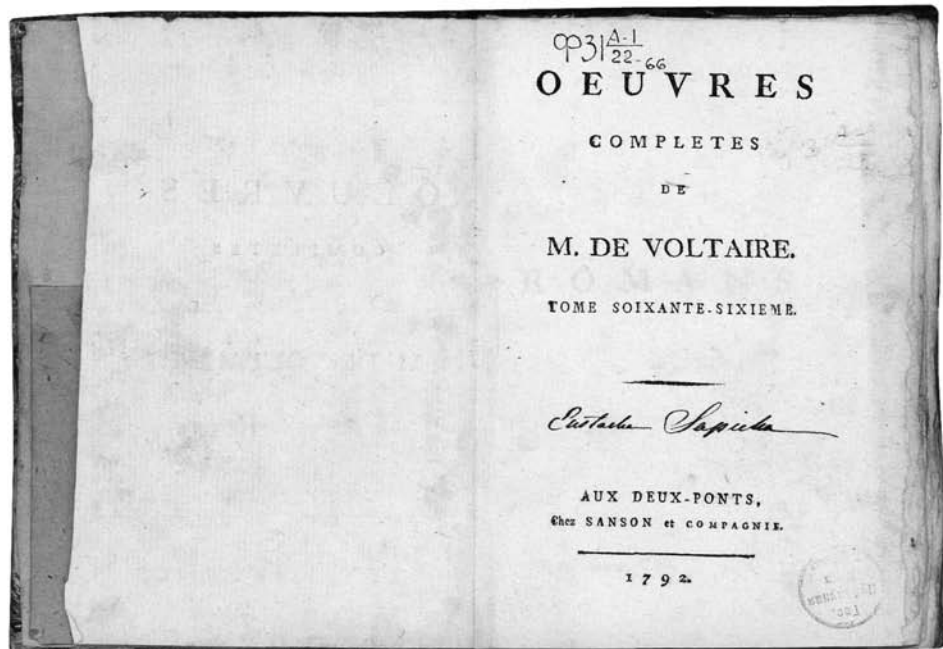 ФЗ| A-1
22-66
OEUVRES
COMPLETES
DE
M. DE VOLTAIRE.
TOME SOIXANTE-SIXIEME.
Eustache Sapieha
AUX DEUX-PONTS,
Chez SANSON et COMPAGNIE.
1792.